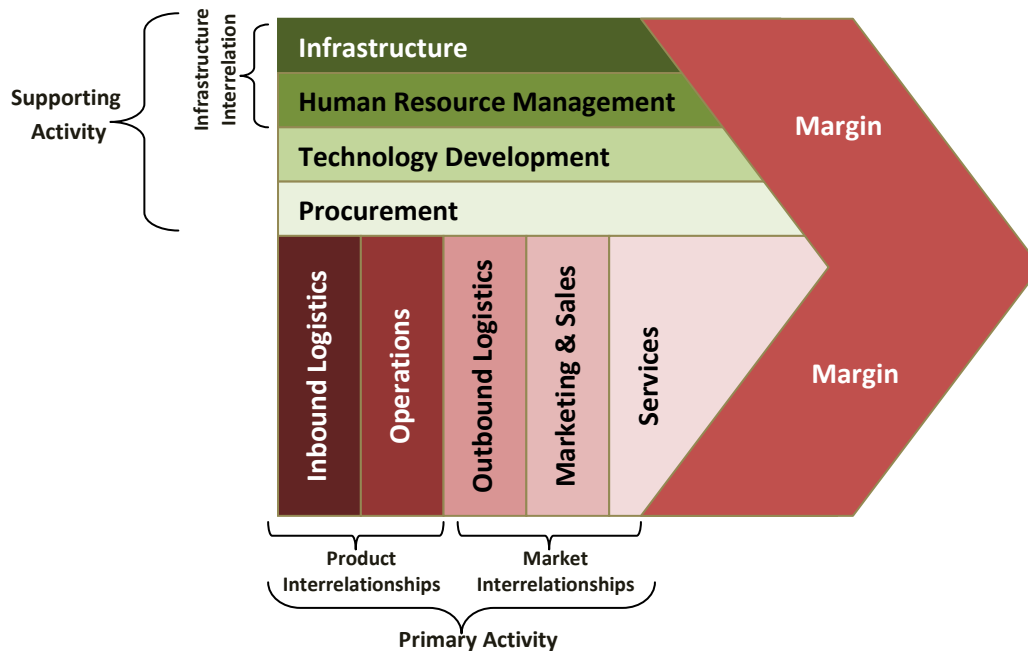 Supporting
Activity
Infrastructure
Interrelation
Infrastructure
Human Resource Management
Technology Development
Procurement
Margin
Margin
Inbound Logistics
Operations
Outbound Logistics
Marketing & Sales
Services
Product
Interrelationships
Market
Interrelationships
Primary Activity